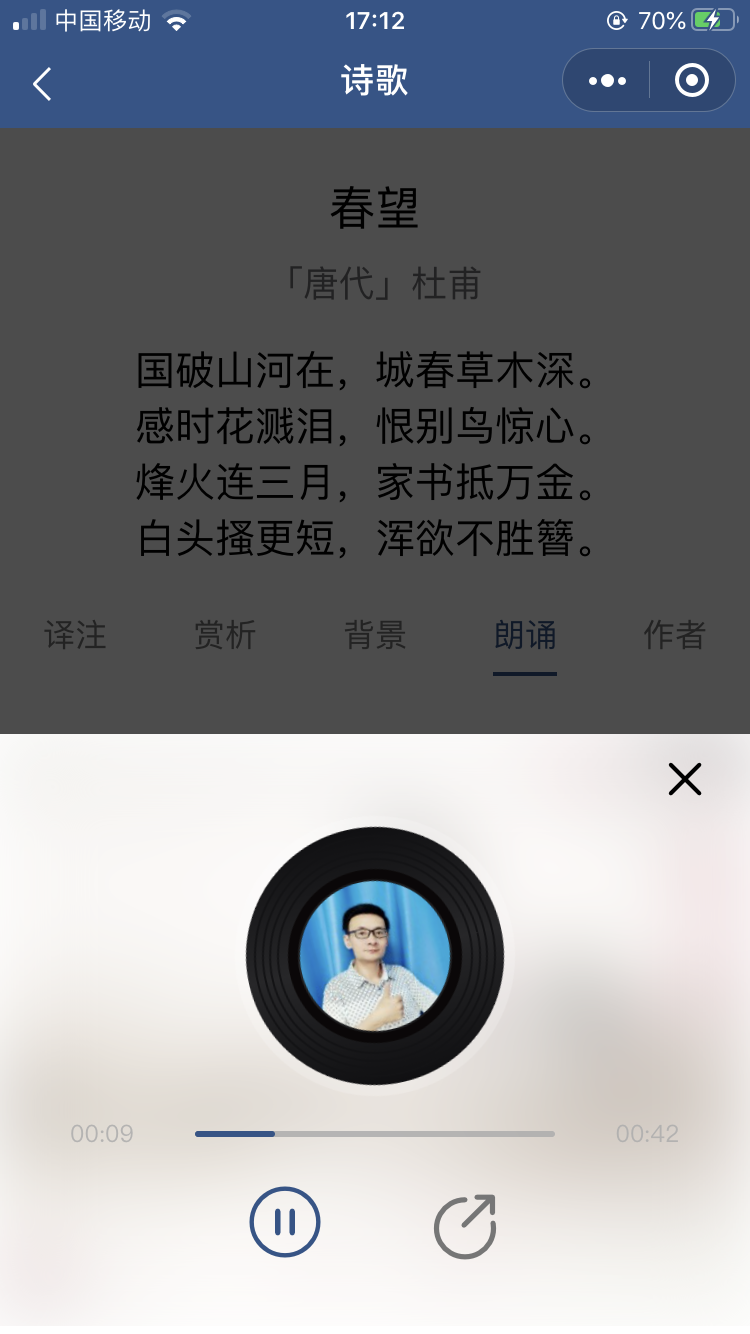 中国移动 17:12 70%
诗歌
春望
「唐代」杜甫
国破山河在，城春草木深。
感时花溅泪，恨别鸟惊心。
烽火连三月，家书抵万金。
白头搔更短，浑欲不胜簪。
译注 赏析 背景 朗诵 作者
00:09 00:42